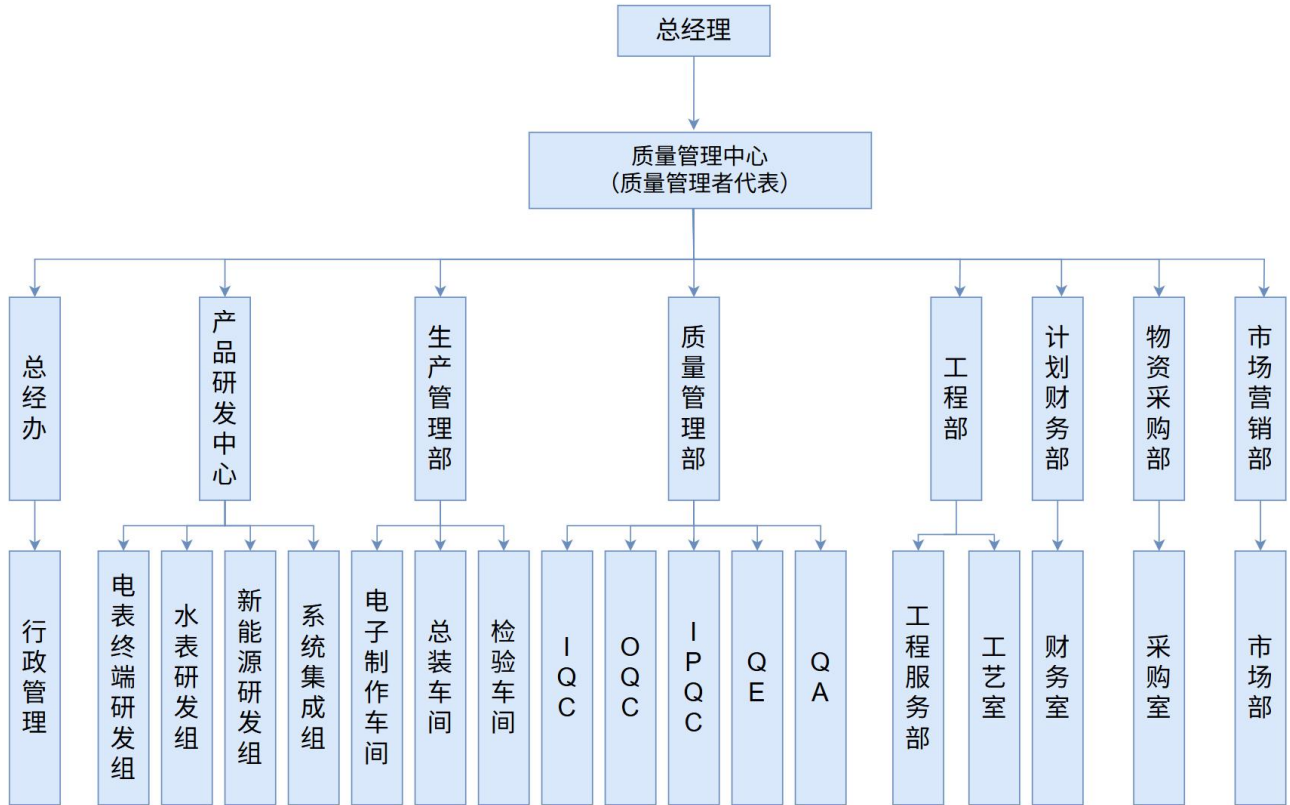 总经理
质量管理中心
（质量管理者代表）
总经办
产品研发中心
生产管理部
质量管理部
工程部
计划财务部
物资采购部
市场营销部
行政管理
电表终端研发组
水表研发组
新能源研发组
系统集成组
电子制作车间
总装车间
检验车间
IQC
OQC
IPQC
QE
QA
工程服务部
工艺室
财务室
采购室
市场部